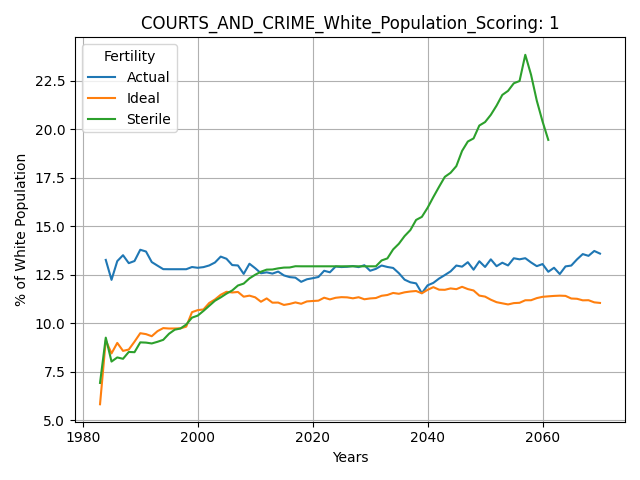 COURTS_AND_CRIME_White_Population_Scoring: 1
Fertility
Actual
Ideal
Sterile
22.5
20.0
17.5
15.0
12.5
10.0
7.5
5.0
% of White Population
1980
2000
2020
2040
2060
Years